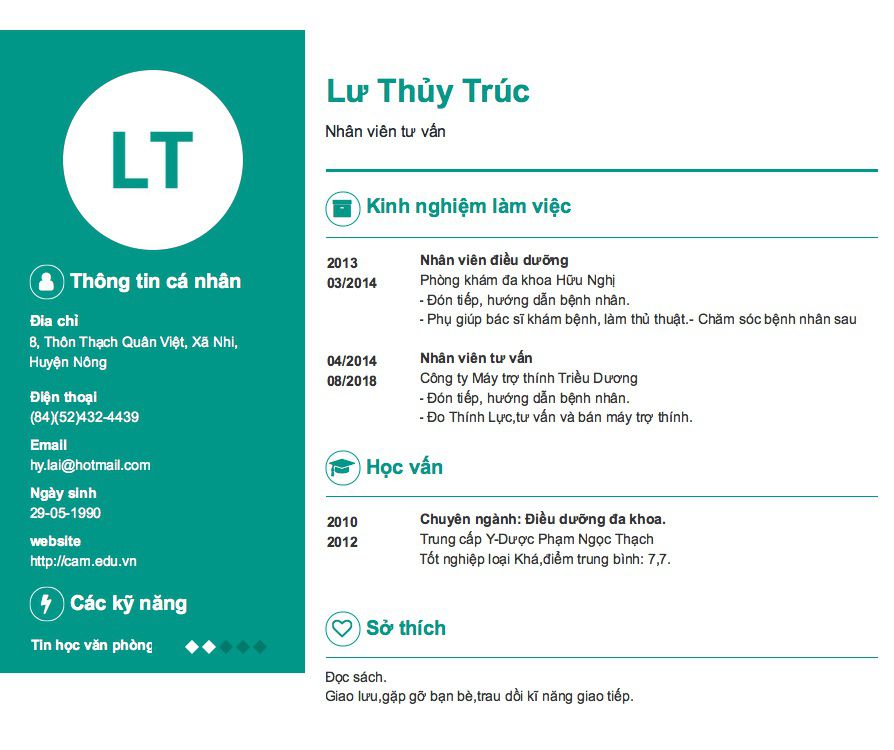 LT
Thông tin cá nhân
Địa chỉ
8, Thôn Thạch Quân Việt, Xã Nhi,
Huyện Nông
Điện thoại
(84)(52)432-4439
Email
hy.lai@hotmail.com
Ngày sinh
29-05-1990
website
http://cam.edu.vn
Các kỹ năng
Tin học văn phòng
Lư Thủy Trúc
Nhân viên tư vấn
Kinh nghiệm làm việc
2013
03/2014
Nhân viên điều dưỡng
Phòng khám đa khoa Hữu Nghị
- Đón tiếp, hướng dẫn bệnh nhân.
- Phụ giúp bác sĩ khám bệnh, làm thủ thuật.- Chăm sóc bệnh nhân sau
04/2014
08/2018
Nhân viên tư vấn
Công ty Máy trợ thính Triều Dương
- Đón tiếp, hướng dẫn bệnh nhân.
- Đo Thính Lực,tư vấn và bán máy trợ thính.
Học vấn
2010
2012
Chuyên ngành: Điều dưỡng đa khoa.
Trung cấp Y-Dược Phạm Ngọc Thạch
Tốt nghiệp loại Khá,điểm trung bình: 7,7.
Sở thích
Đọc sách.
Giao lưu,gặp gỡ bạn bè,trau dồi kĩ năng giao tiếp.